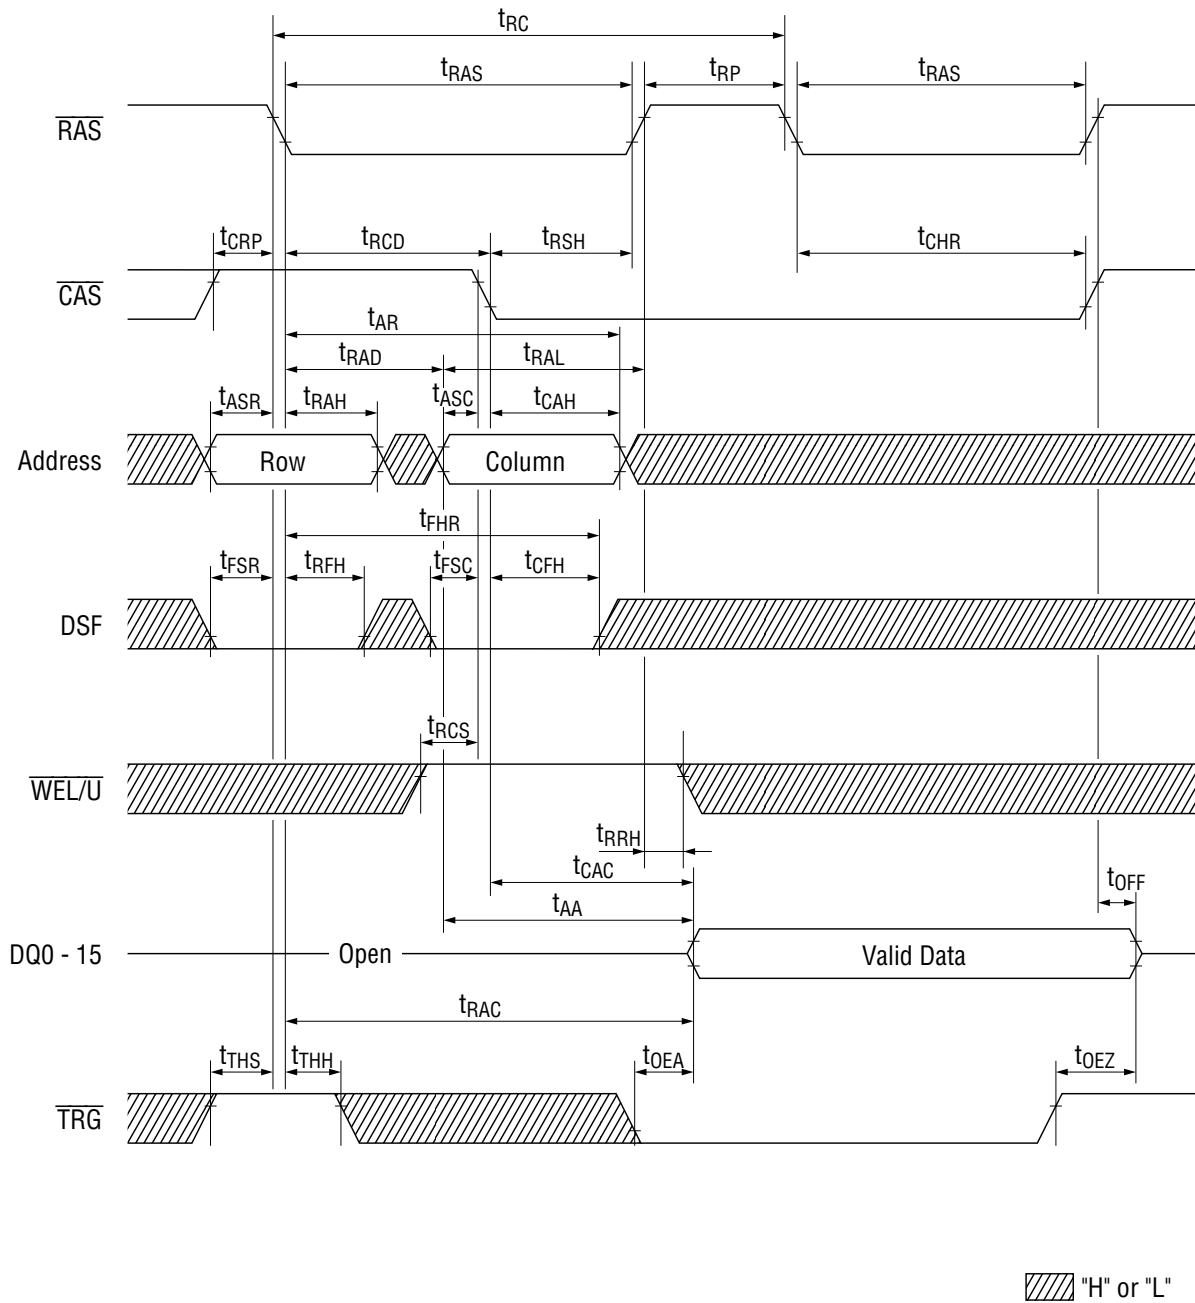 tRC
tRAS tRP tRAS
RAS
tCRP tRCD tRSH tCHR
CAS
tAR
tRAD tRAL
tASR tRAH tASC tCAH
Address Row Column
tFHR
tFSR tRFH tFSC tCFH
DSF
tRCS
WEL/U
tRRH
tCAC
tOFF
tAA
DQ0 - 15 Open Valid Data
tRAC
tTHS tTHH tOEA tOEZ
TRG
"H" or "L"